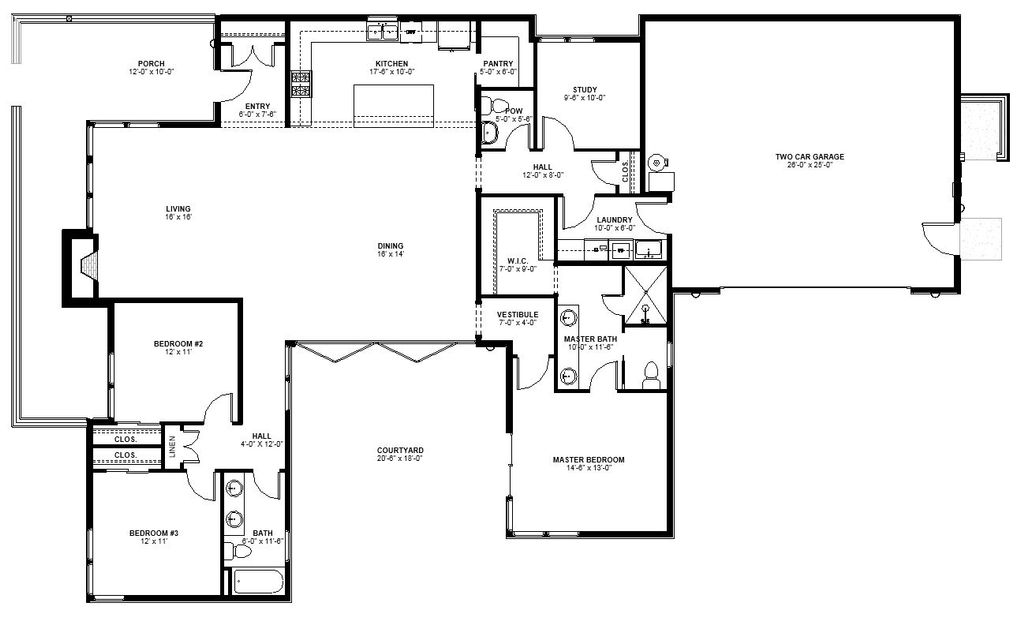 PORCH
12'-0" x 10'-0"
ENTRY
6'-0" x 7'-6"
KITCHEN
17'-6" x 10'-0"
PANTRY
5'-0" x 6'-0"
POW
5'-0" x 5'-6"
STUDY
9'-6" x 10'-0"
HALL
12'-0" x 8'-0"
CLOS.
TWO CAR GARAGE
26'-0" x 25'-0"
LIVING
16' x 16'
DINING
16' x 14'
LAUNDRY
10'-0" x 6'-0"
W.I.C.
7'-0" x 9'-0"
VESTIBULE
7'-0" x 4'-0"
MASTER BATH
10'-0" x 11'-6"
BEDROOM #2
12' x 11'
CLOS.
CLOS.
LINEN
HALL
4'-0" X 12'-0"
COURTYARD
20'-6" x 18'-0"
MASTER BEDROOM
14'-6" x 13'-0"
BEDROOM #3
12' x 11'
BATH
6'-0" x 11'-6"